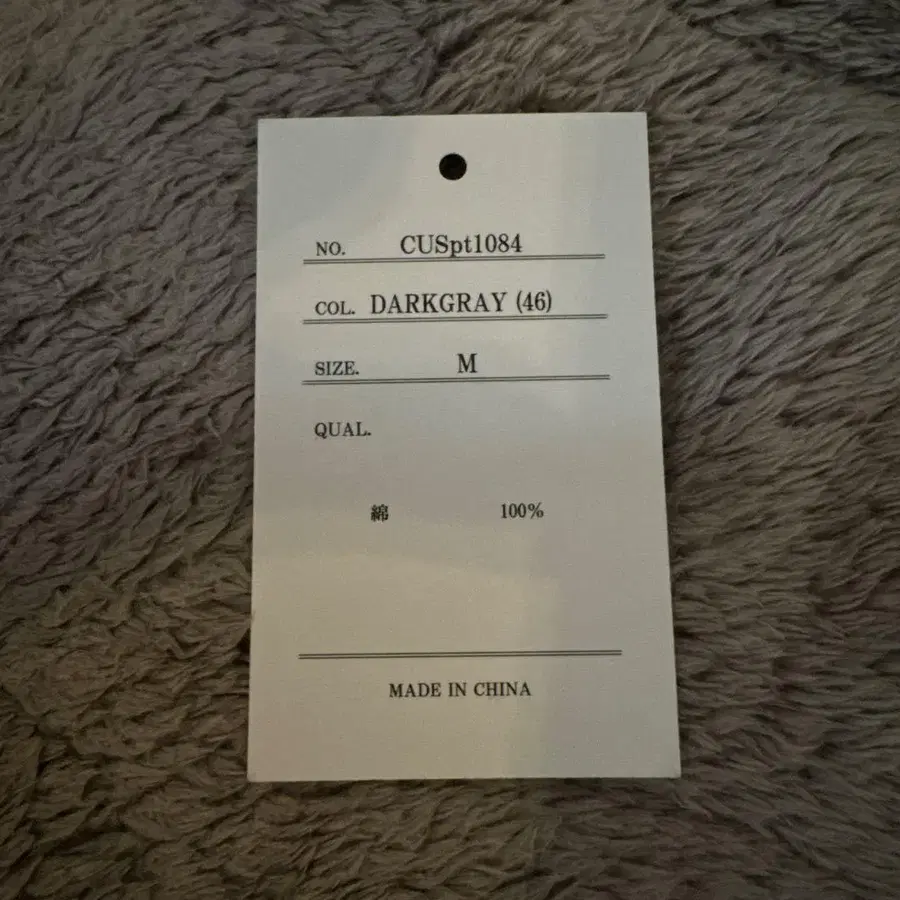 NO. CUSpt1084
COL. DARKGRAY (46)
SIZE. M
QUAL.
綿 100%
MADE IN CHINA